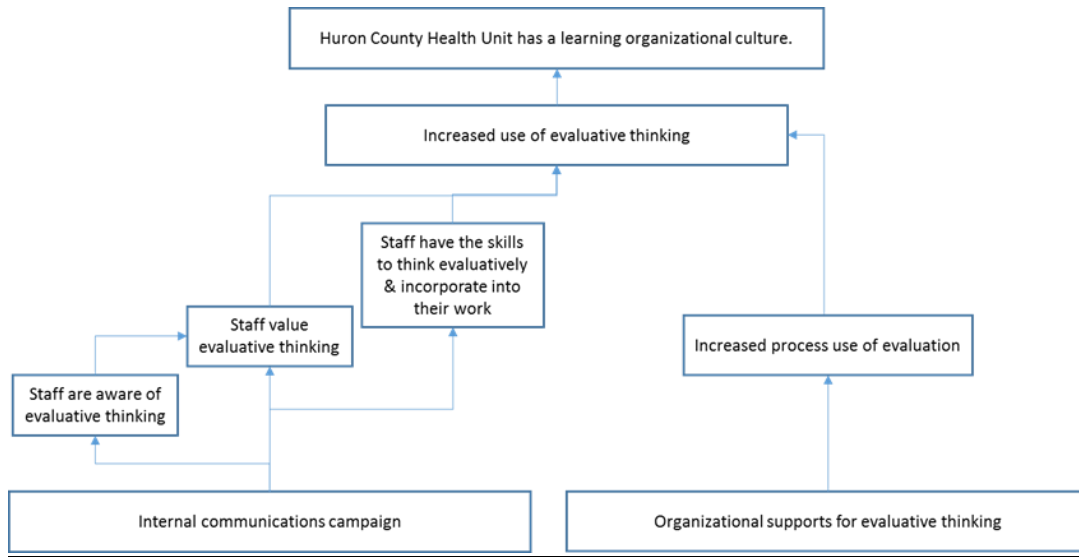 Huron County Health Unit has a learning organizational culture.
Increased use of evaluative thinking
Staff have the skills
to think evaluatively
& incorporate into
their work
Staff value
evaluative thinking
Increased process use of evaluation
Staff are aware of
evaluative thinking
Internal communications campaign
Organizational supports for evaluative thinking